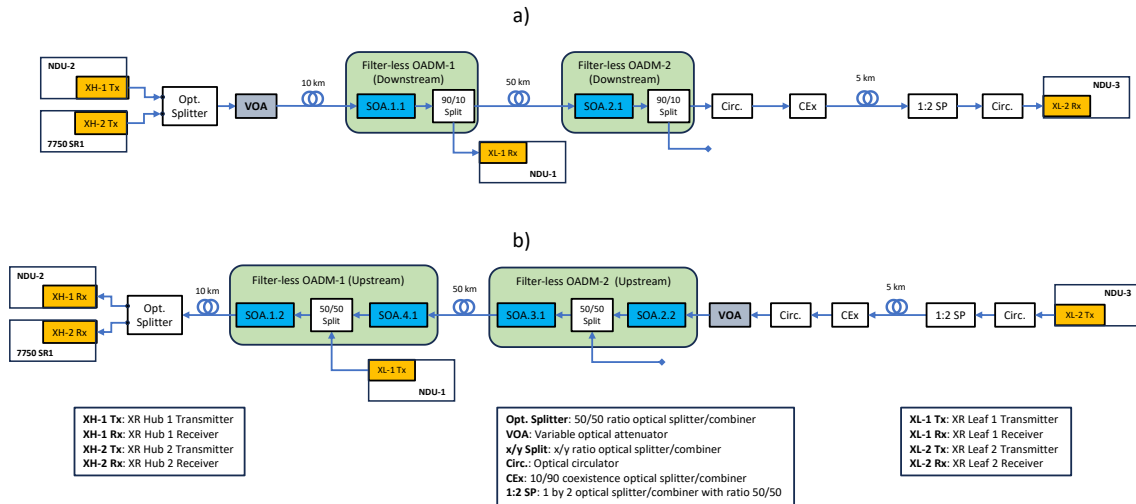 a)
NDU-2
XH-1 Tx
XH-2 Tx
7750 SR1
Opt.
Splitter
VOA
10 km
Filter-less OADM-1
(Downstream)
SOA.1.1
90/10
Split
XL-1 Rx
NDU-1
50 km
Filter-less OADM-2
(Downstream)
SOA.2.1
90/10
Split
Circ.
CEx
5 km
1:2 SP
Circ.
NDU-3
XL-2 Rx
b)
NDU-2
XH-1 Rx
XH-2 Rx
7750 SR1
Opt.
Splitter
10 km
Filter-less OADM-1 (Upstream)
SOA.1.2
50/50
Split
SOA.4.1
XL-1 Tx
NDU-1
50 km
Filter-less OADM-2 (Upstream)
SOA.3.1
50/50
Split
SOA.2.2
VOA
Circ.
CEx
5 km
1:2 SP
Circ.
NDU-3
XL-2 Tx
XH-1 Tx: XR Hub 1 Transmitter
XH-1 Rx: XR Hub 1 Receiver
XH-2 Tx: XR Hub 2 Transmitter
XH-2 Rx: XR Hub 2 Receiver
Opt. Splitter: 50/50 ratio optical splitter/combiner
VOA: Variable optical attenuator
x/y Split: x/y ratio optical splitter/combiner
Circ.: Optical circulator
CEx: 10/90 coexistence optical splitter/combiner
1:2 SP: 1 by 2 optical splitter/combiner with ratio 50/50
XL-1 Tx: XR Leaf 1 Transmitter
XL-1 Rx: XR Leaf 1 Receiver
XL-2 Tx: XR Leaf 2 Transmitter
XL-2 Rx: XR Leaf 2 Receiver